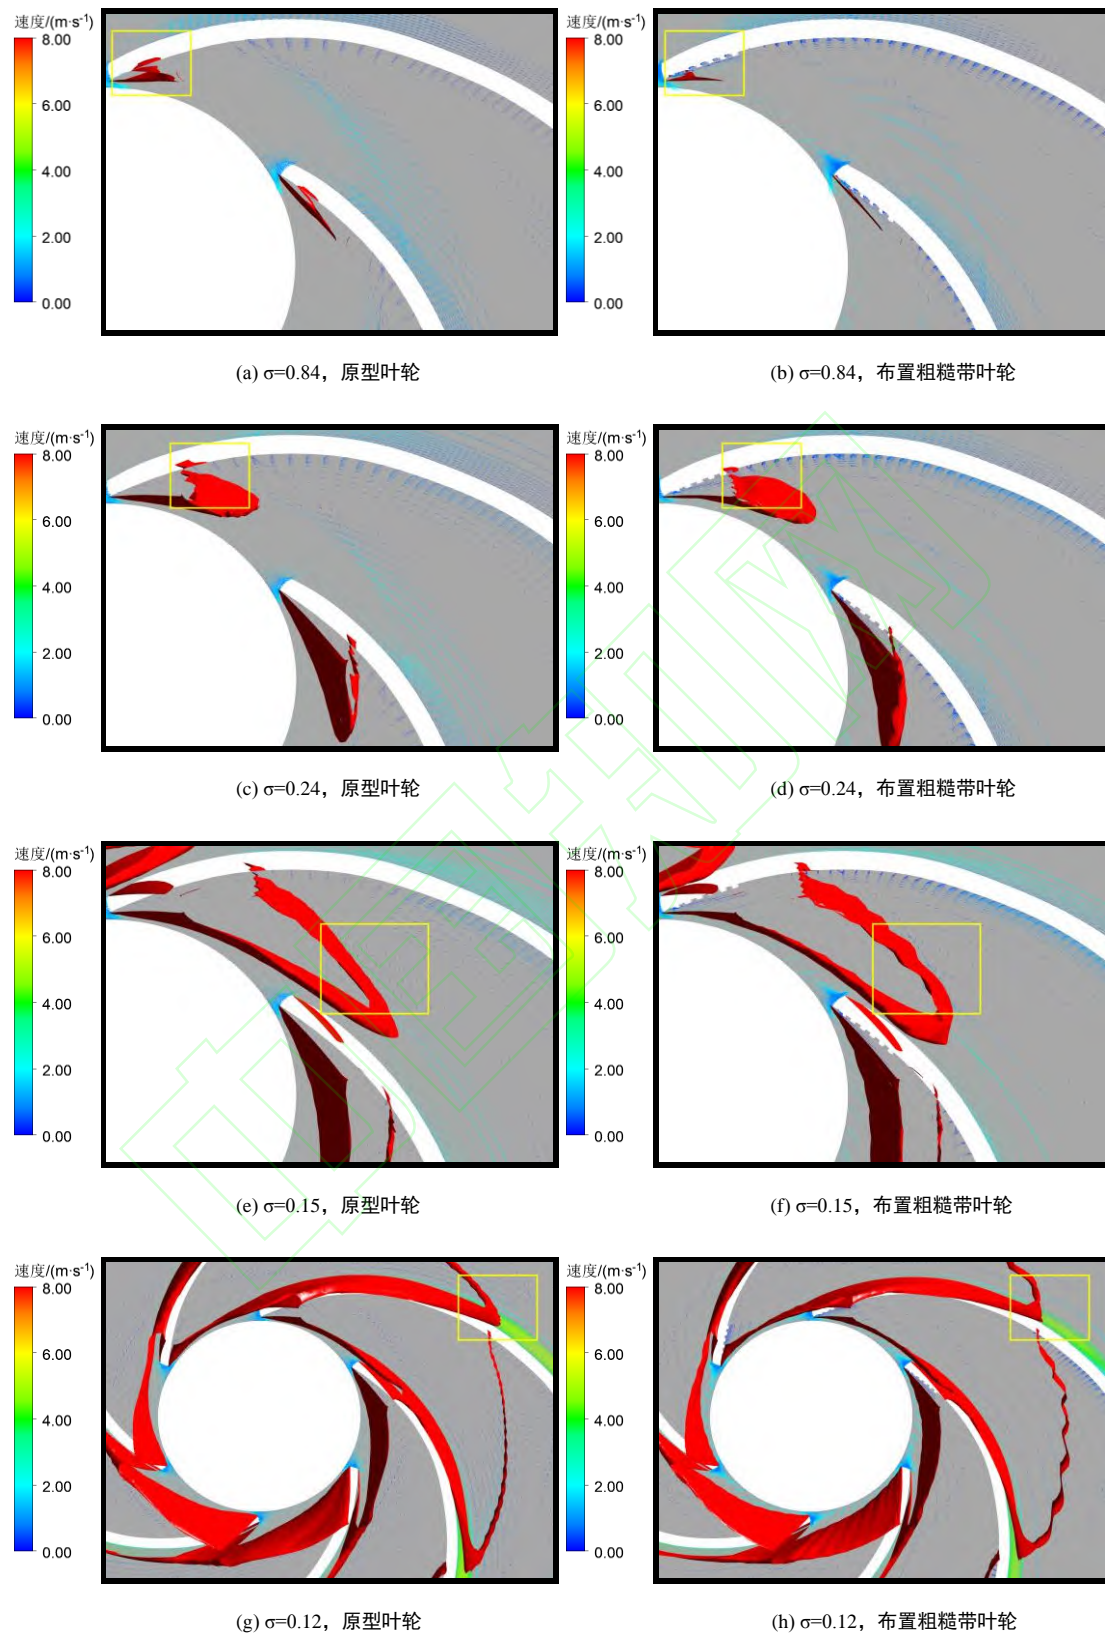 速度/(m·s⁻¹)
8.00
6.00
4.00
2.00
0.00
速度/(m·s⁻¹)
8.00
6.00
4.00
2.00
0.00
(a) σ=0.84，原型叶轮
(b) σ=0.84，布置粗糙带叶轮
速度/(m·s⁻¹)
8.00
6.00
4.00
2.00
0.00
速度/(m·s⁻¹)
8.00
6.00
4.00
2.00
0.00
(c) σ=0.24，原型叶轮
(d) σ=0.24，布置粗糙带叶轮
速度/(m·s⁻¹)
8.00
6.00
4.00
2.00
0.00
速度/(m·s⁻¹)
8.00
6.00
4.00
2.00
0.00
(e) σ=0.15，原型叶轮
(f) σ=0.15，布置粗糙带叶轮
速度/(m·s⁻¹)
8.00
6.00
4.00
2.00
0.00
速度/(m·s⁻¹)
8.00
6.00
4.00
2.00
0.00
(g) σ=0.12，原型叶轮
(h) σ=0.12，布置粗糙带叶轮